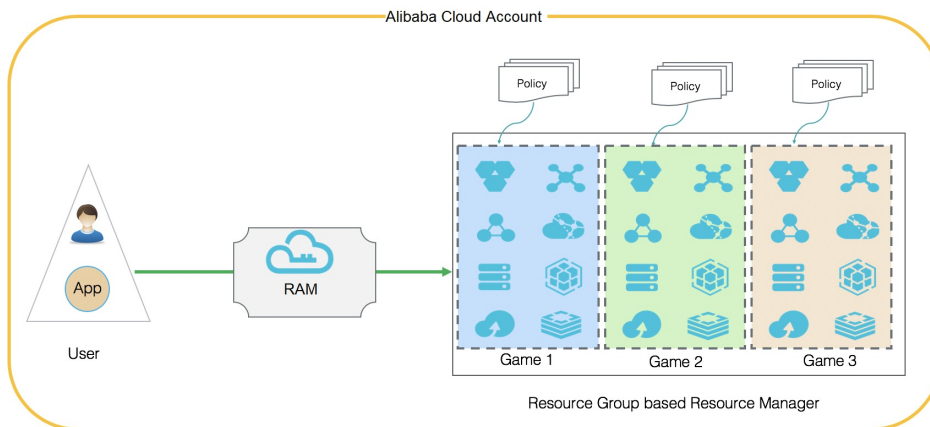 Alibaba Cloud Account
Policy
Policy
Policy
App
RAM
User
Game 1
Game 2
Game 3
Resource Group based Resource Manager